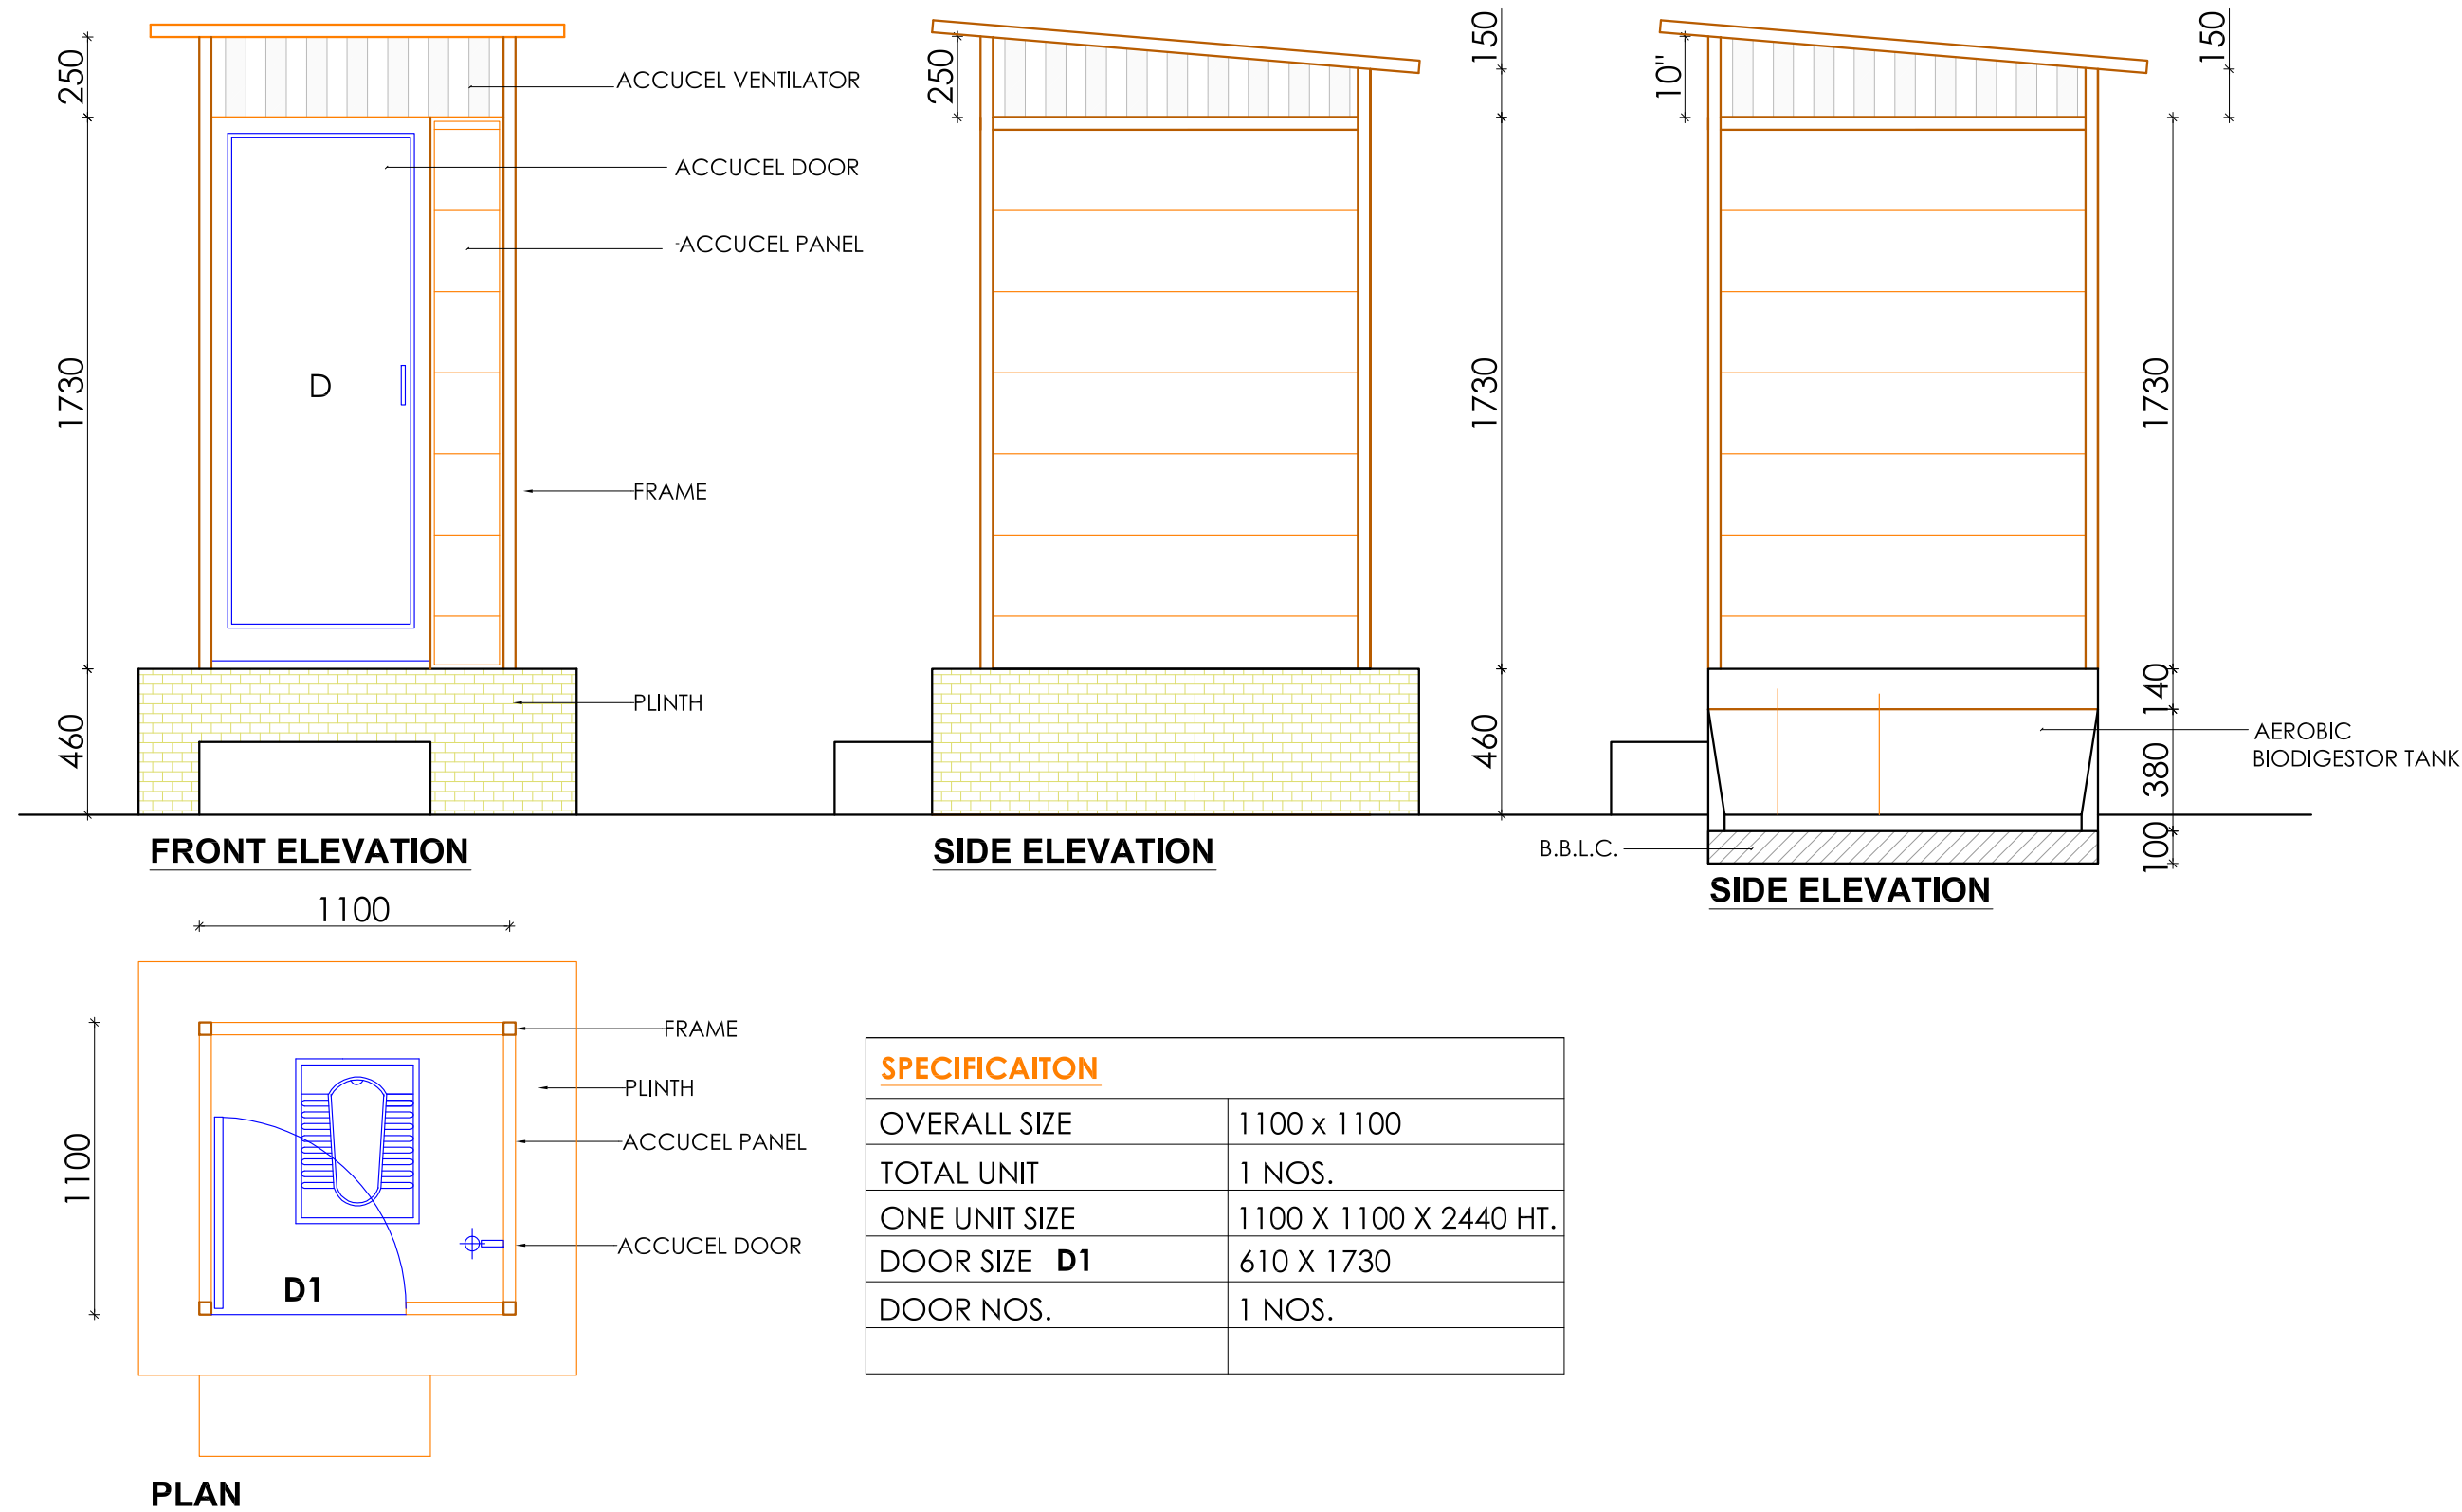 250
1730
460
ACCUCEL VENTILATOR
ACCUCEL DOOR
-ACCUCEL PANEL
D
FRAME
PLINTH
FRONT ELEVATION
250
150
1730
460
SIDE ELEVATION
10"
150
1730
140
380
100
AEROBIC
BIODIGESTOR TANK
B.B.L.C.
SIDE ELEVATION
1100
1100
FRAME
PLINTH
ACCUCEL PANEL
ACCUCEL DOOR
D1
PLAN
SPECIFICAITON
OVERALL SIZE 1100 x 1100
TOTAL UNIT 1 NOS.
ONE UNIT SIZE 1100 X 1100 X 2440 HT.
DOOR SIZE D1 610 X 1730
DOOR NOS. 1 NOS.